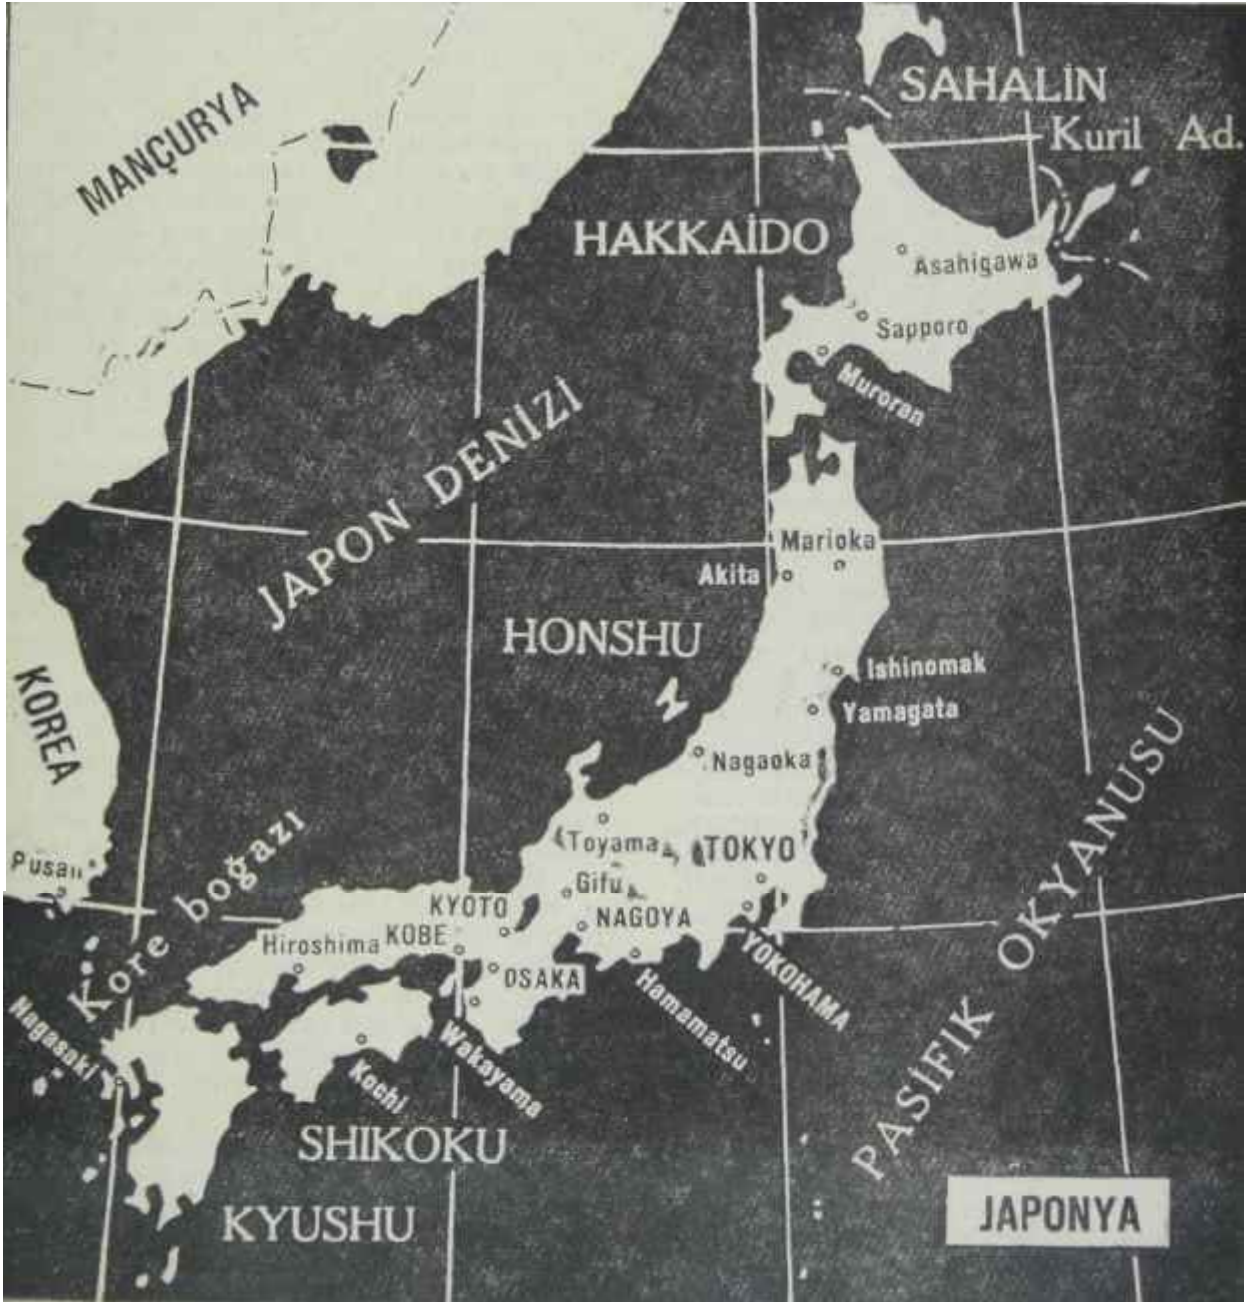 MANÇURYA
SAHALİN
Kuril Ad.
HAKKAİDO
Asahigawa
Sapporo
Muroran
JAPON DENİZİ
Marioka
Akita
HONSHU
Ishinomak
Yamagata
KOREA
Nagaoka
Toyama
TOKYO
Pusan
Kore boğazı
Gifu
KYOTO
NAGOYA
Hiroshima
KOBE
OSAKA
YOKOHAMA
Hamamatsu
Nagasaki
Wakayama
Kochi
PASİFİK OKYANUSU
SHIKOKU
KYUSHU
JAPONYA